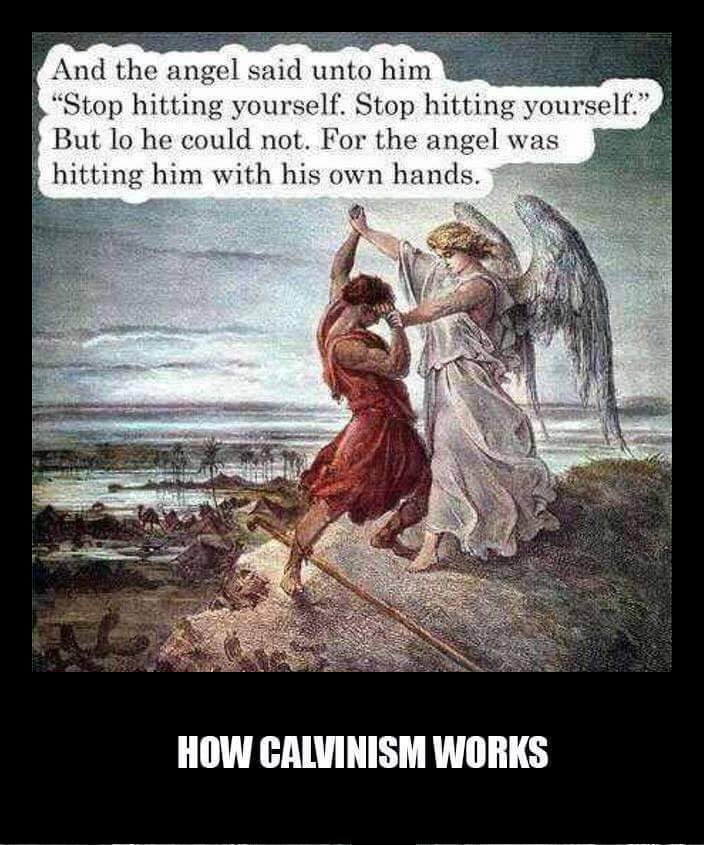 And the angel said unto him
“Stop hitting yourself. Stop hitting yourself.”
But lo he could not. For the angel was
hitting him with his own hands.
HOW CALVINISM WORKS